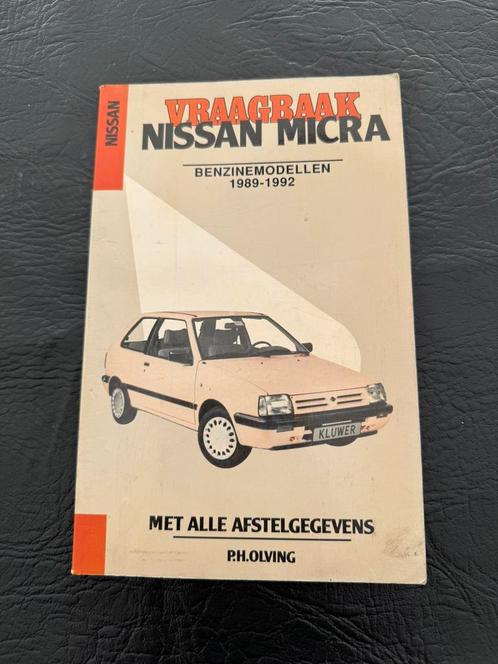 NISSAN
VRAAGBAAK
NISSAN MICRA
BENZINEMODELLEN
1989-1992
KLUWER
MET ALLE AFSTELGEGEVENS
P.H.OLVING